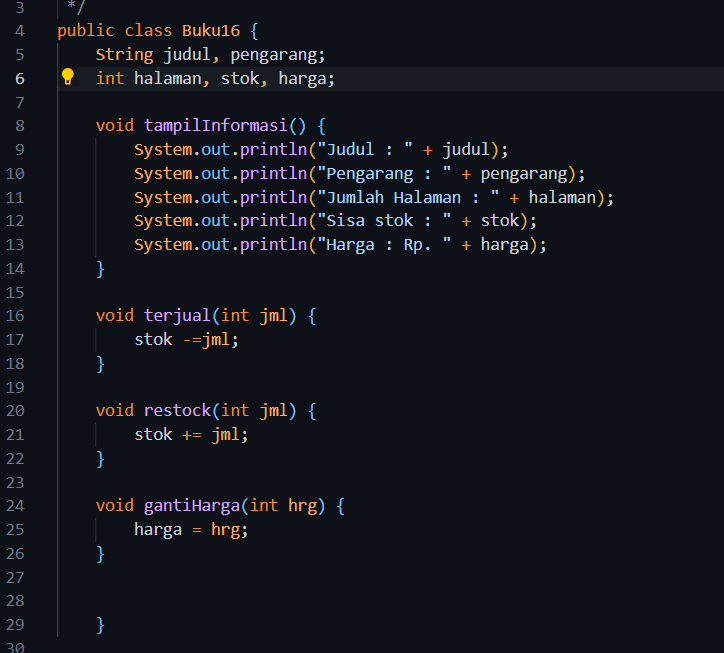 3 */
4 public class Buku16 {
5 String judul, pengarang;
6 int halaman, stok, harga;
7
8 void tampilInformasi() {
9 System.out.println("Judul : " + judul);
10 System.out.println("Pengarang : " + pengarang);
11 System.out.println("Jumlah Halaman : " + halaman);
12 System.out.println("Sisa stok : " + stok);
13 System.out.println("Harga : Rp. " + harga);
14 }
15
16 void terjual(int jml) {
17 stok -=jml;
18 }
19
20 void restock(int jml) {
21 stok += jml;
22 }
23
24 void gantiHarga(int hrg) {
25 harga = hrg;
26 }
27
28
29 }
30